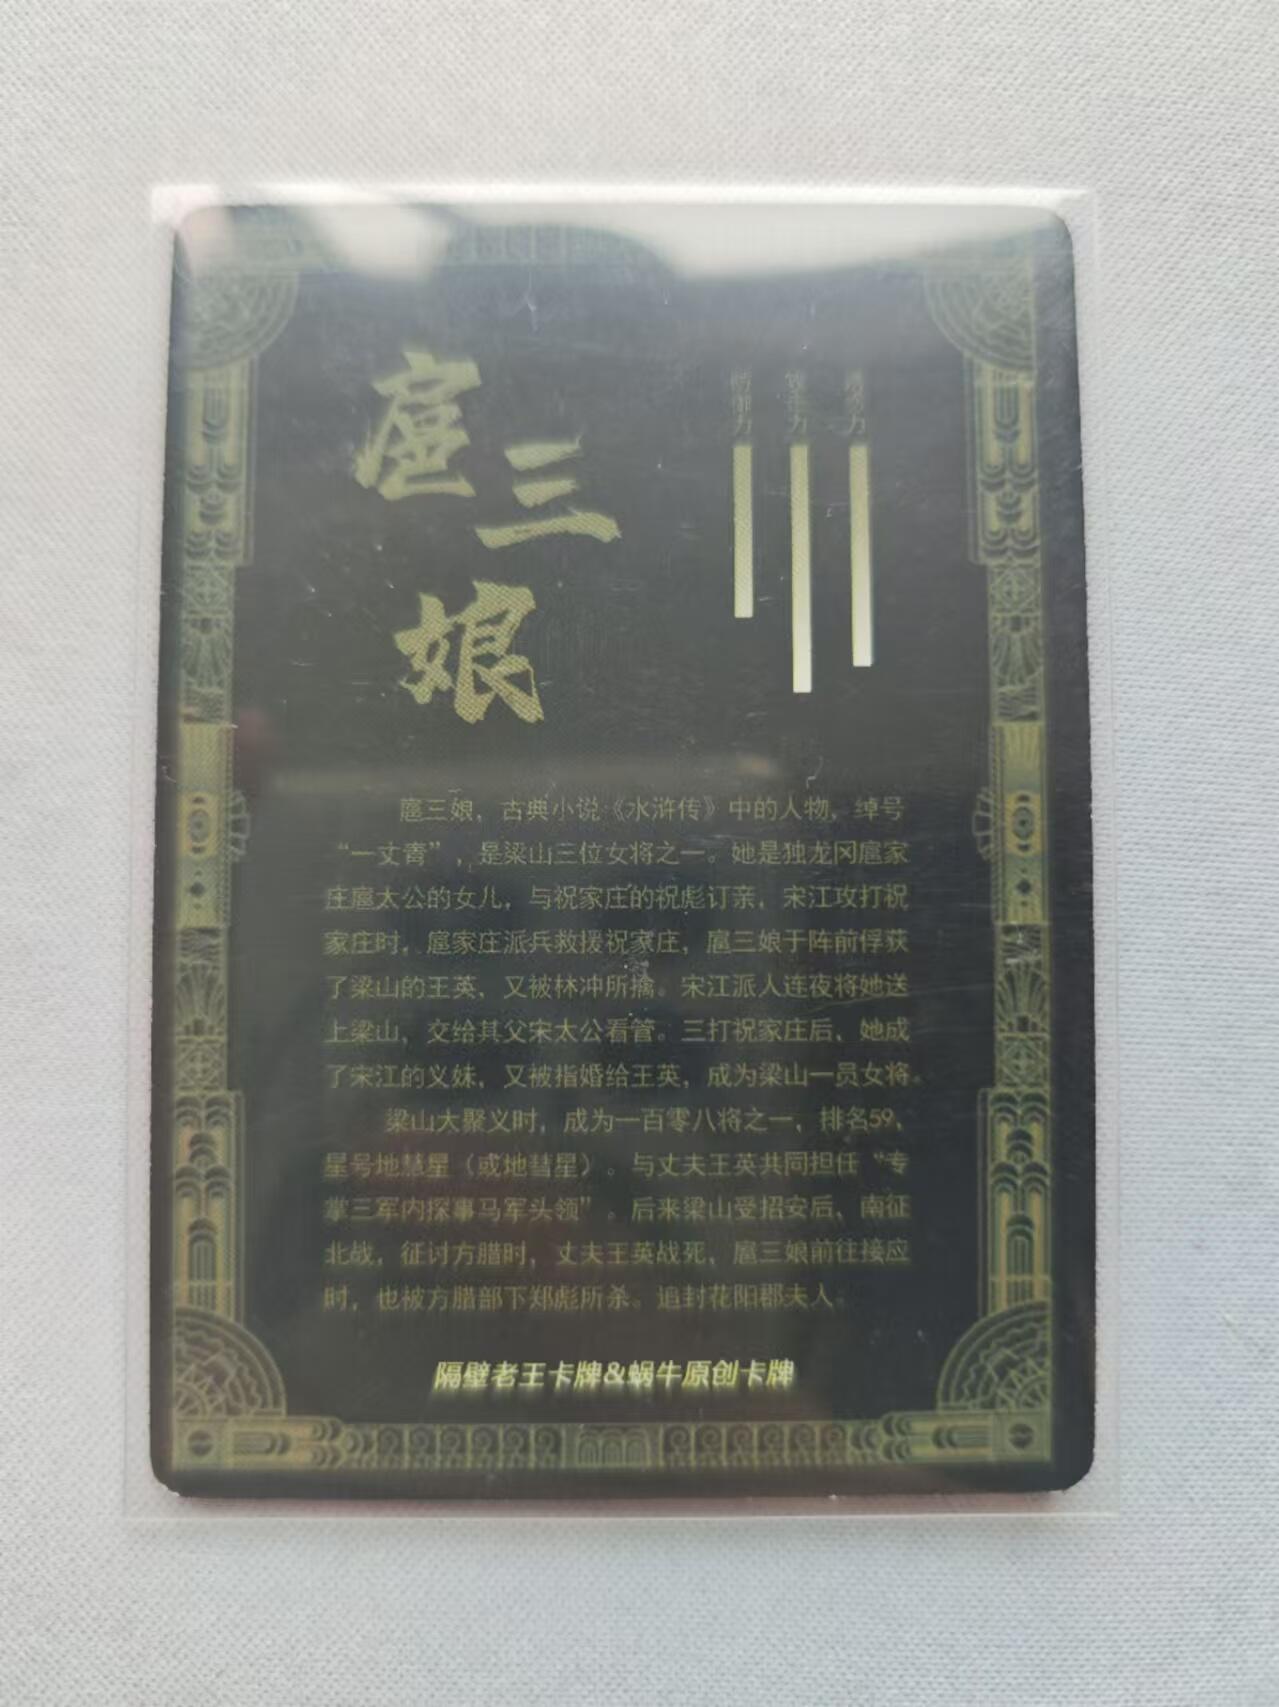 扈三娘
防御力
扈三娘，古典小说《水浒传》中的人物，绰号
“一丈青”，是梁山三位女将之一。她是独龙冈扈家
庄扈太公的女儿，与祝家庄的祝彪订亲，宋江攻打祝
家庄时，扈家庄派兵救援祝家庄，扈三娘于阵前俘获
了梁山的王英，又被林冲所擒。宋江派人连夜将她送
上梁山，交给其父宋太公看管。三打祝家庄后，她成
了宋江的义妹，又被指婚给王英，成为梁山一员女将。
梁山大聚义时，成为一百零八将之一，排名59，
星号地慧星（或地彗星）。与丈夫王英共同担任“专
掌三军内探事马军头领”。后来梁山受招安后，南征
北战，征讨方腊时，丈夫王英战死，扈三娘前往接应
时，也被方腊部下郑彪所杀。追封花阳郡夫人。
隔壁老王卡牌&蜗牛原创卡牌